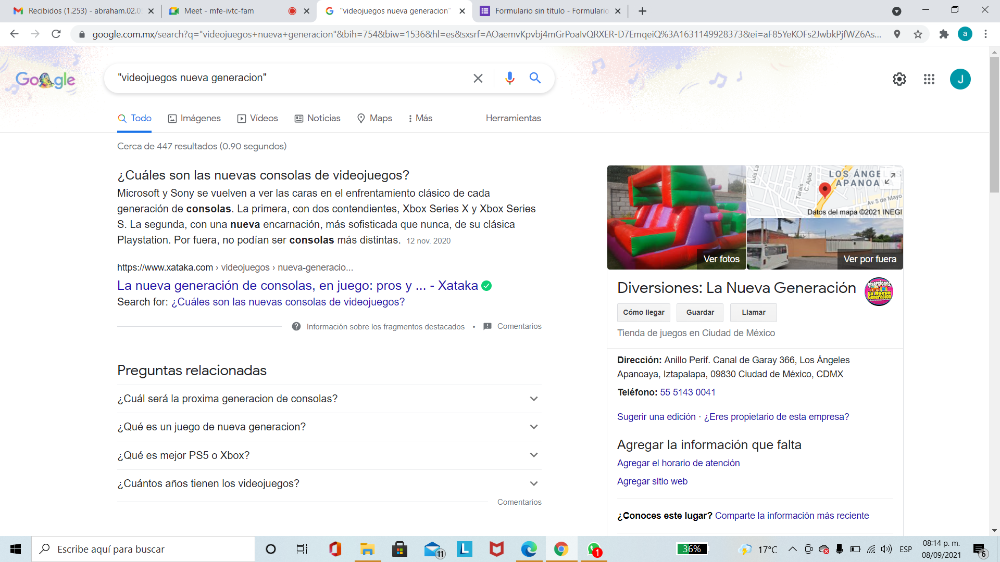 Recibidos (1.253) - abraham.02.05
Meet - mfe-ivtc-fam
"videojuegos nueva generacion"
Formulario sin título - Formulario
google.com.mx/search?q="videojuegos+nueva+generacion"&bih=754&biw=1536&hl=es&sxsrf=AOaemvKpvbj4mGrPoaIvQRXER-D7EmqeiQ%3A1631149928373&ei=aF85YeKOFs2JwbkPjfWZ6As...
a
Google
"videojuegos nueva generacion"
J
Todo
Imágenes
Vídeos
Noticias
Maps
Más
Herramientas
Cerca de 447 resultados (0.90 segundos)
¿Cuáles son las nuevas consolas de videojuegos?
Microsoft y Sony se vuelven a ver las caras en el enfrentamiento clásico de cada
generación de consolas. La primera, con dos contendientes, Xbox Series X y Xbox Series
S. La segunda, con una nueva encarnación, más sofisticada que nunca, de su clásica
Playstation. Por fuera, no podían ser consolas más distintas. 12 nov. 2020
https://www.xataka.com › videojuegos › nueva-generacio...
La nueva generación de consolas, en juego: pros y ... - Xataka
Search for: ¿Cuáles son las nuevas consolas de videojuegos?
Información sobre los fragmentos destacados • Comentarios
Preguntas relacionadas
¿Cuál será la proxima generacion de consolas?
¿Qué es un juego de nueva generacion?
¿Qué es mejor PS5 o Xbox?
¿Cuántos años tienen los videojuegos?
Comentarios
Ver fotos
Luis La
LOS ÁNGELES
APANOA
Tarais
C. Apio
Av 5 de Mayo
Datos del mapa ©2021 INEGI
Ver por fuera
Diversiones: La Nueva Generación
Diversiones
La Nueva
Generación
Cómo llegar
Guardar
Llamar
Tienda de juegos en Ciudad de México
Dirección: Anillo Perif. Canal de Garay 366, Los Ángeles
Apanoaya, Iztapalapa, 09830 Ciudad de México, CDMX
Teléfono: 55 5143 0041
Sugerir una edición · ¿Eres propietario de esta empresa?
Agregar la información que falta
Agregar el horario de atención
Agregar sitio web
¿Conoces este lugar? Comparte la información más reciente
Escribe aquí para buscar
11
L
1
36%
17°C
ESP
08:14 p. m.
08/09/2021
6